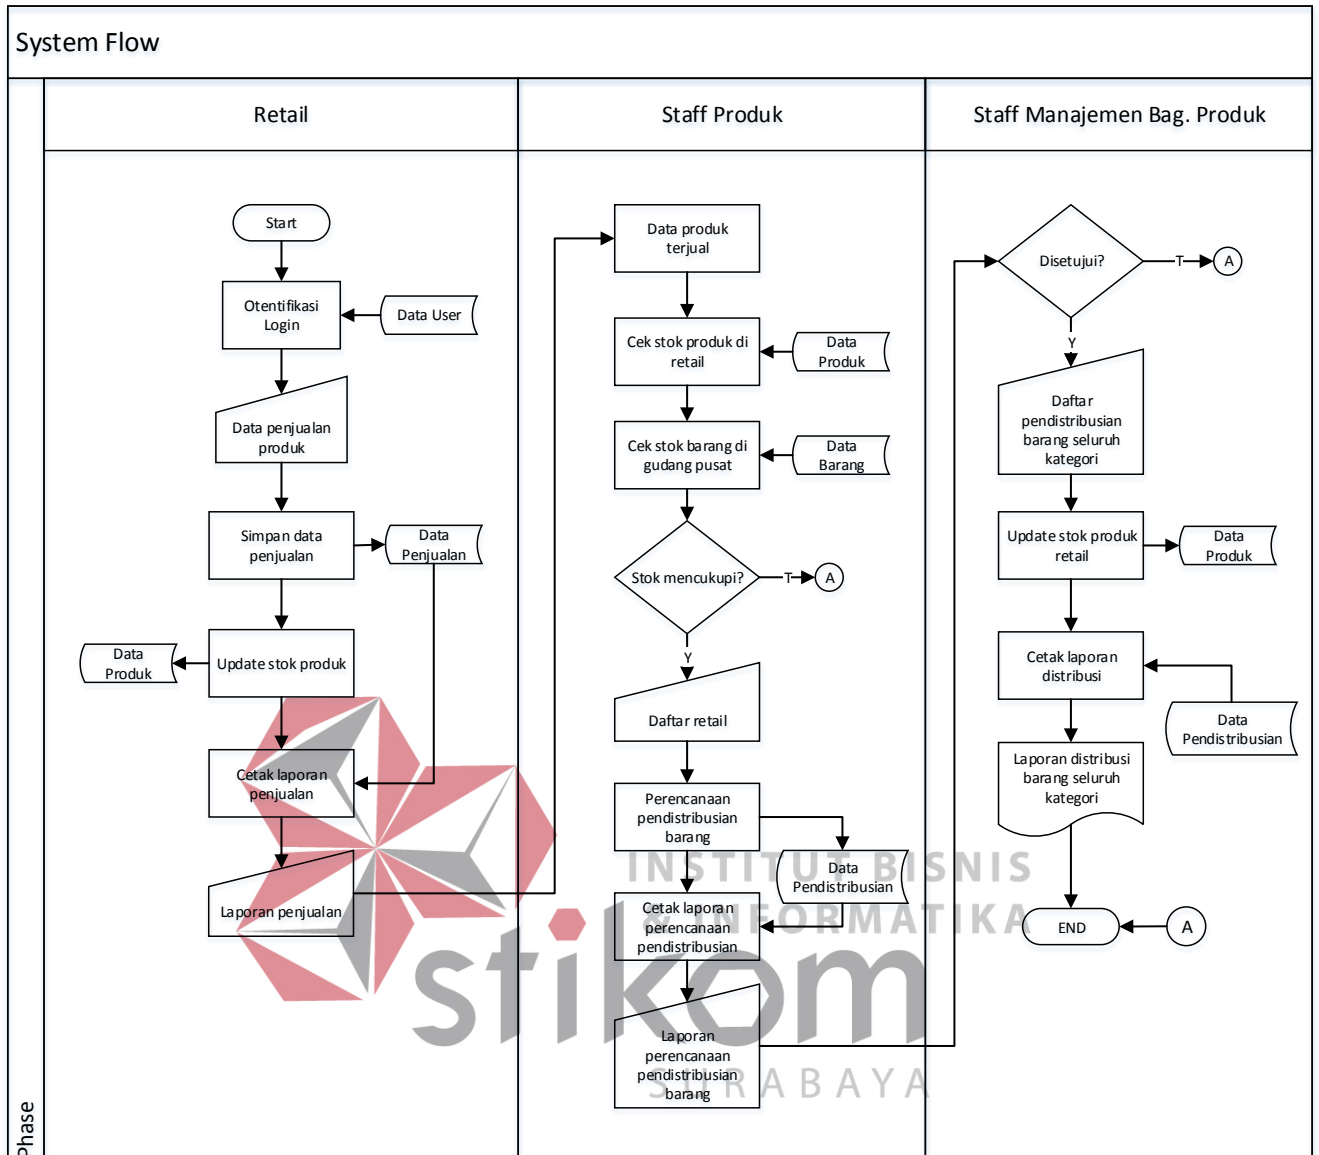 System Flow
Retail
Staff Produk
Staff Manajemen Bag. Produk
Phase
Start
Otentifikasi
Login
Data User
Data penjualan
produk
Simpan data
penjualan
Data
Penjualan
Update stok produk
Data
Produk
Cetak laporan
penjualan
Laporan penjualan
Data produk
terjual
Cek stok produk di
retail
Data
Produk
Cek stok barang di
gudang pusat
Data
Barang
Stok mencukupi?
T
A
Y
Daftar retail
Perencanaan
pendistribusian
barang
Data
Pendistribusian
Cetak laporan
perencanaan
pendistribusian
Laporan
perencanaan
pendistribusian
barang
Disetujui?
T
A
Y
Daftar
pendistribusian
barang seluruh
kategori
Update stok produk
retail
Data
Produk
Cetak laporan
distribusi
Data
Pendistribusian
Laporan distribusi
barang seluruh
kategori
END
A
INSTITUT BISNIS
& INFORMATIKA
stikom
SURABAYA